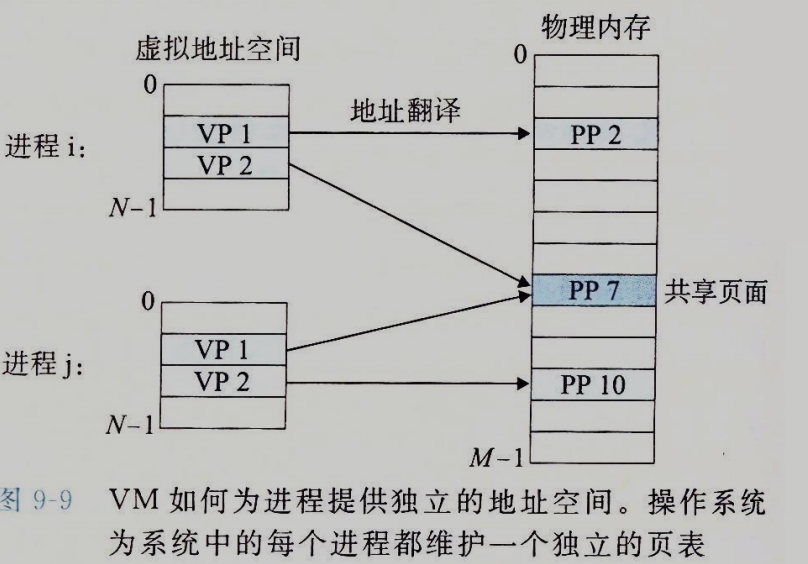 物理内存
虚拟地址空间
0
0
地址翻译
进程 i:
VP 1
PP 2
VP 2
N-1
PP 7
共享页面
0
进程 j:
VP 1
VP 2
PP 10
N-1
M-1
图 9-9 VM 如何为进程提供独立的地址空间。操作系统
为系统中的每个进程都维护一个独立的页表